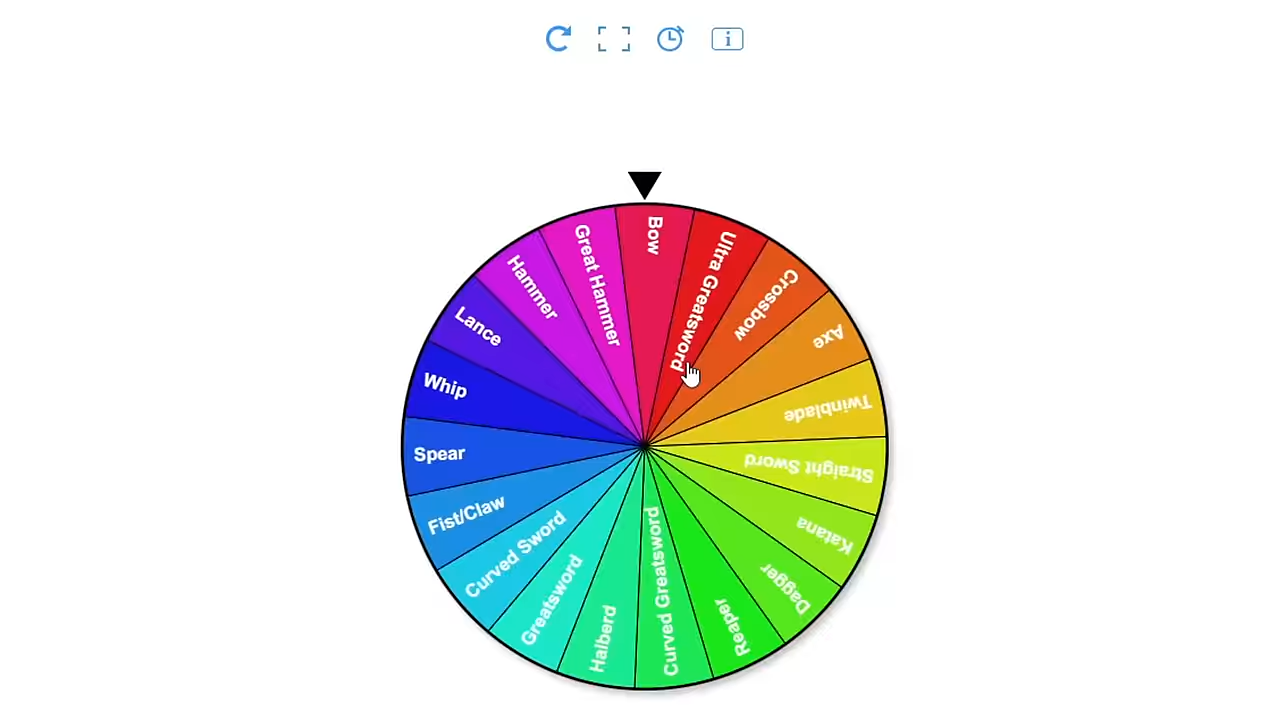 Bow
Ultra Greatsword
Crossbow
Axe
Twinblade
Straight Sword
Katana
Dagger
Reaper
Curved Greatsword
Halberd
Greatsword
Curved Sword
Fist/Claw
Spear
Whip
Lance
Hammer
Great Hammer